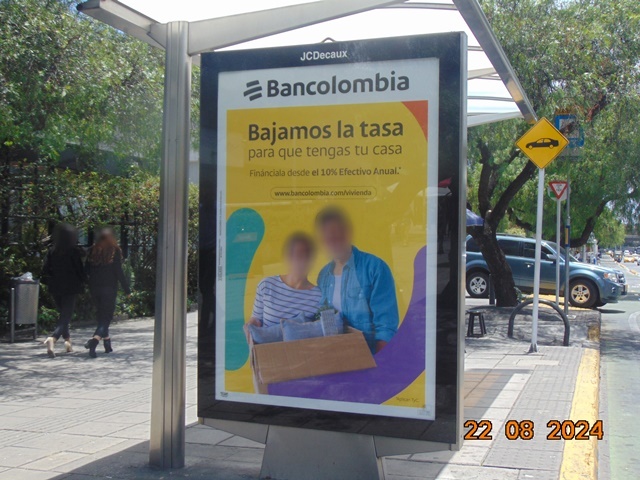 JCDecaux
Bancolombia
Bajamos la tasa
para que tengas tu casa
Fináncíala desde el 10% Efectivo Anual.*
www.bancolombia.com/vivienda
22 08 2024